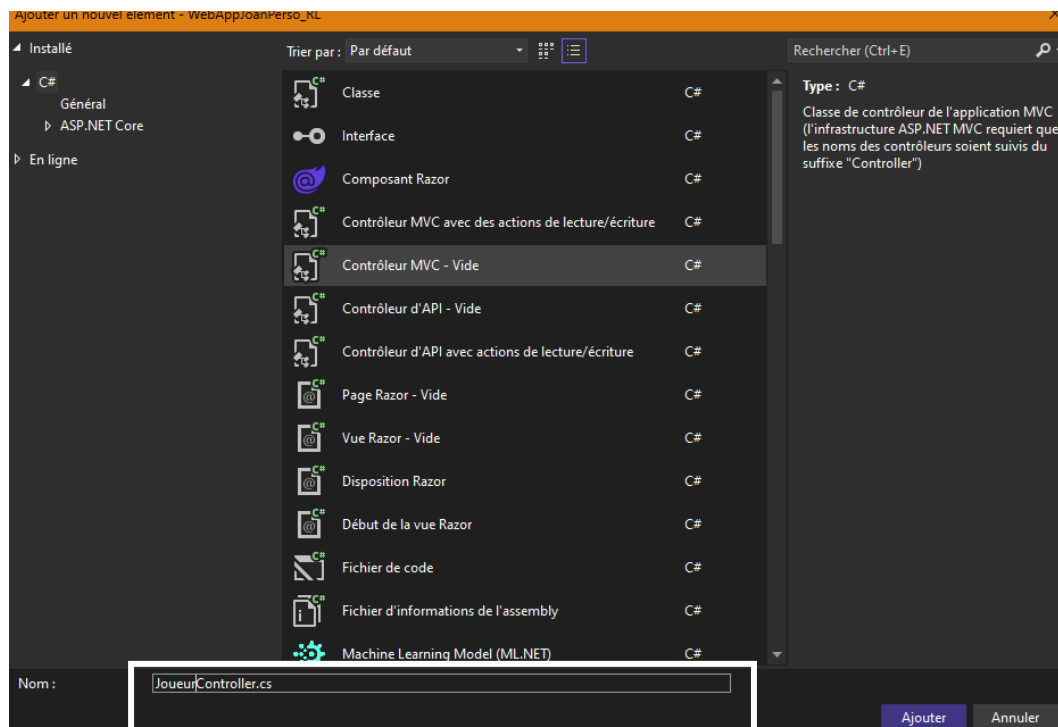 Ajouter un nouvel élément - WebAppJoanPerso_RL
Installé
C#
Général
ASP.NET Core
En ligne
Trier par : Par défaut
Classe C#
Interface C#
Composant Razor C#
Contrôleur MVC avec des actions de lecture/écriture C#
Contrôleur MVC - Vide C#
Contrôleur d'API - Vide C#
Contrôleur d'API avec actions de lecture/écriture C#
Page Razor - Vide C#
Vue Razor - Vide C#
Disposition Razor C#
Début de la vue Razor C#
Fichier de code C#
Fichier d'informations de l'assembly C#
Machine Learning Model (ML.NET) C#
Rechercher (Ctrl+E)
Type : C#
Classe de contrôleur de l'application MVC
(l'infrastructure ASP.NET MVC requiert que
les noms des contrôleurs soient suivis du
suffixe "Controller")
Nom : JoueurController.cs
Ajouter Annuler